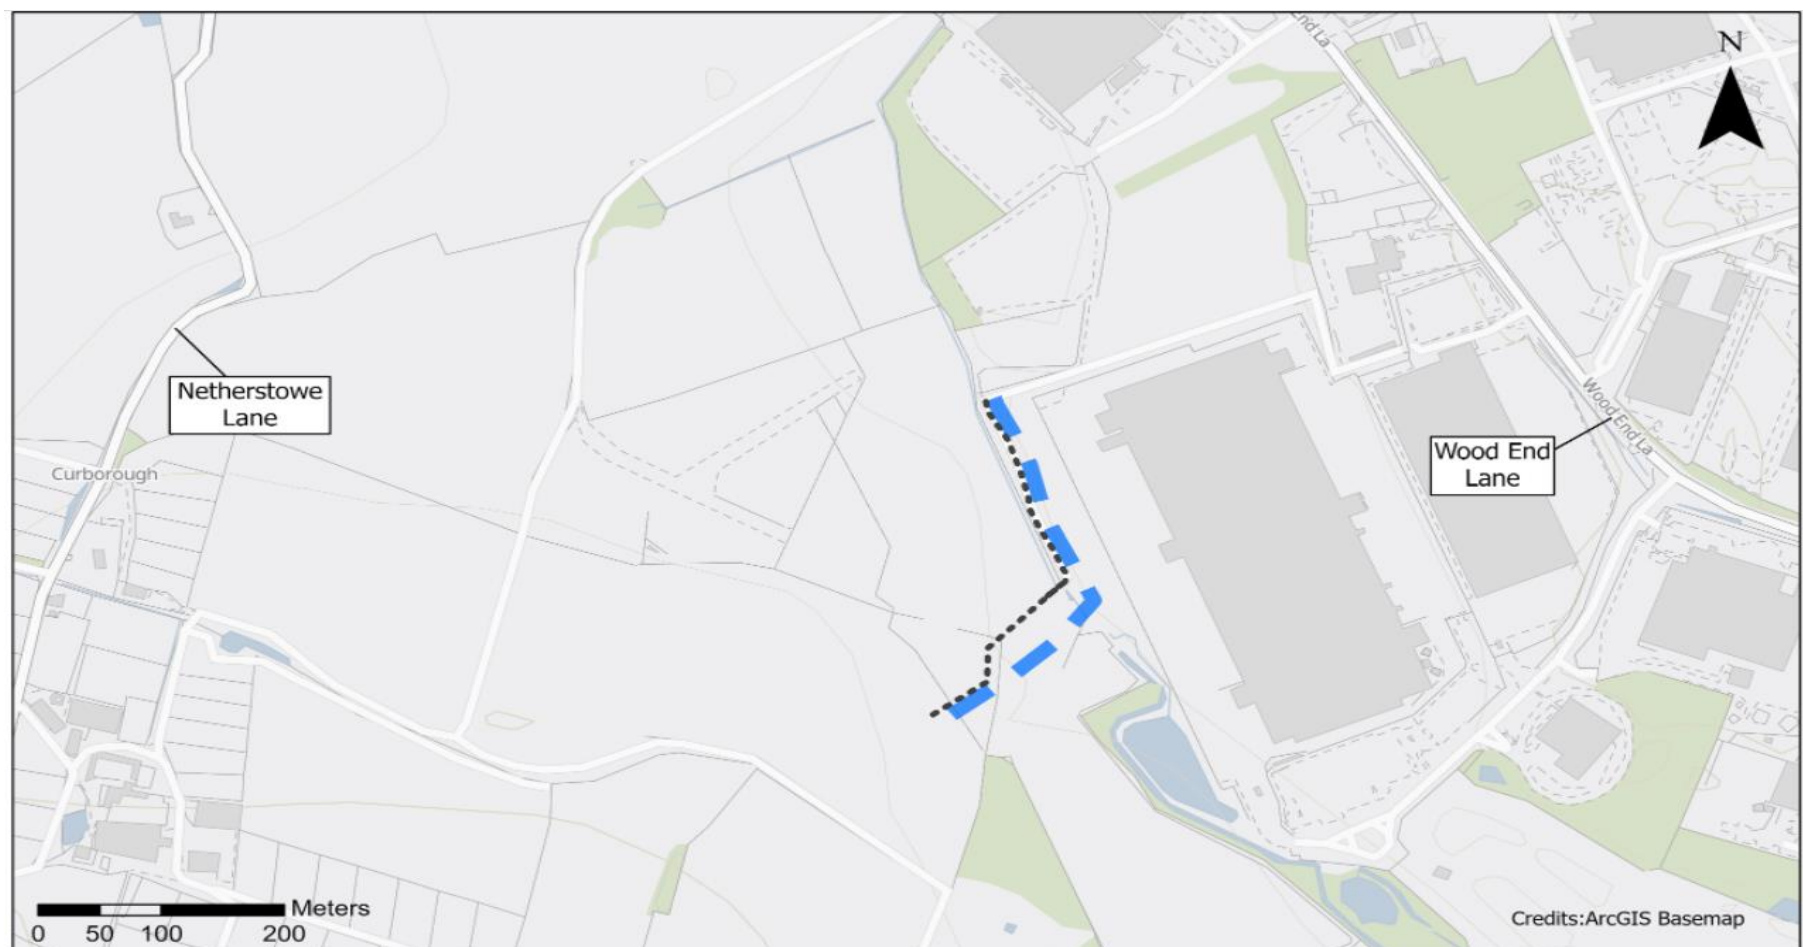 End La
N
Netherstowe
Lane
Curborough
Wood End La
Wood End
Lane
Meters
0 50 100 200
Credits:ArcGIS Basemap